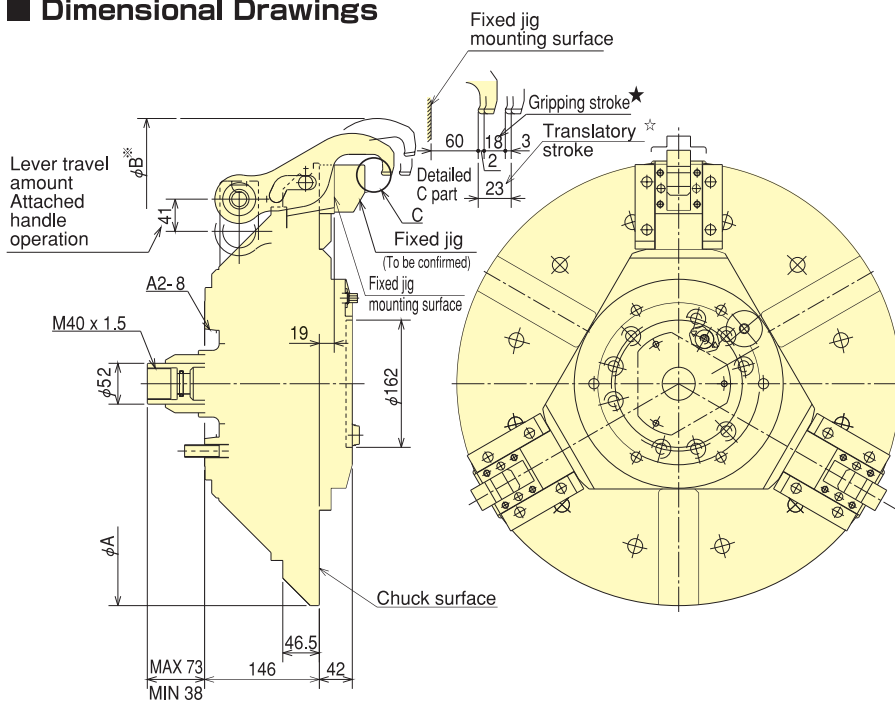 ■ Dimensional Drawings
Fixed jig
mounting surface
Gripping stroke★
60
18
3
2
Translatory ☆
stroke
23
Detailed
C part
φB※
Lever travel
amount
Attached
handle
operation
41
C
Fixed jig
(To be confirmed)
Fixed jig
mounting surface
A2-8
M40 x 1.5
19
φ52
φ162
φA
Chuck surface
46.5
MAX 73
146
42
MIN 38